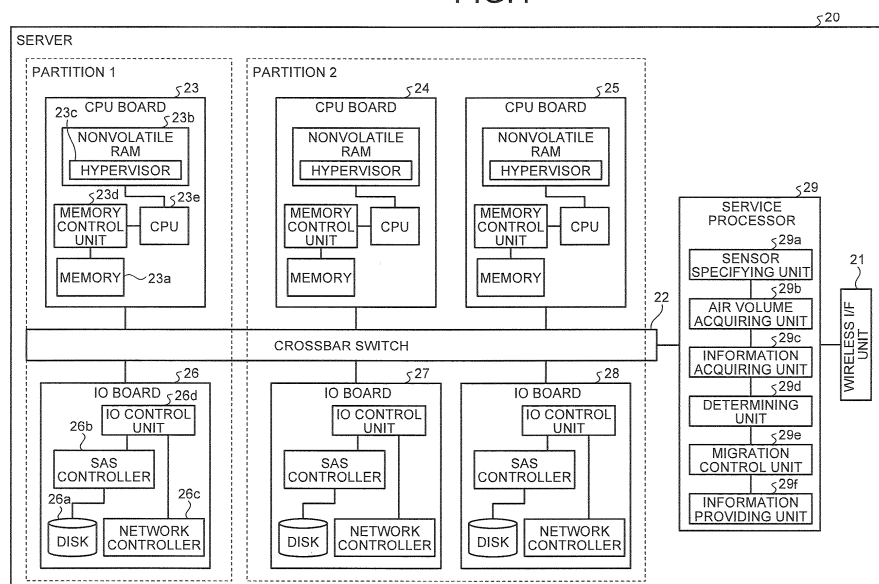 20
SERVER
PARTITION 1
PARTITION 2
23
CPU BOARD
23c
23b
NONVOLATILE
RAM
HYPERVISOR
23d
23e
MEMORY
CONTROL
UNIT
CPU
MEMORY
23a
24
CPU BOARD
NONVOLATILE
RAM
HYPERVISOR
MEMORY
CONTROL
UNIT
CPU
MEMORY
25
CPU BOARD
NONVOLATILE
RAM
HYPERVISOR
MEMORY
CONTROL
UNIT
CPU
MEMORY
22
CROSSBAR SWITCH
26
IO BOARD
26d
IO CONTROL
UNIT
26b
SAS
CONTROLLER
26a
26c
DISK
NETWORK
CONTROLLER
27
IO BOARD
IO CONTROL
UNIT
SAS
CONTROLLER
DISK
NETWORK
CONTROLLER
28
IO BOARD
IO CONTROL
UNIT
SAS
CONTROLLER
DISK
NETWORK
CONTROLLER
29
SERVICE
PROCESSOR
29a
SENSOR
SPECIFYING UNIT
29b
AIR VOLUME
ACQUIRING UNIT
29c
INFORMATION
ACQUIRING UNIT
29d
DETERMINING
UNIT
29e
MIGRATION
CONTROL UNIT
29f
INFORMATION
PROVIDING UNIT
21
WIRELESS I/F
UNIT